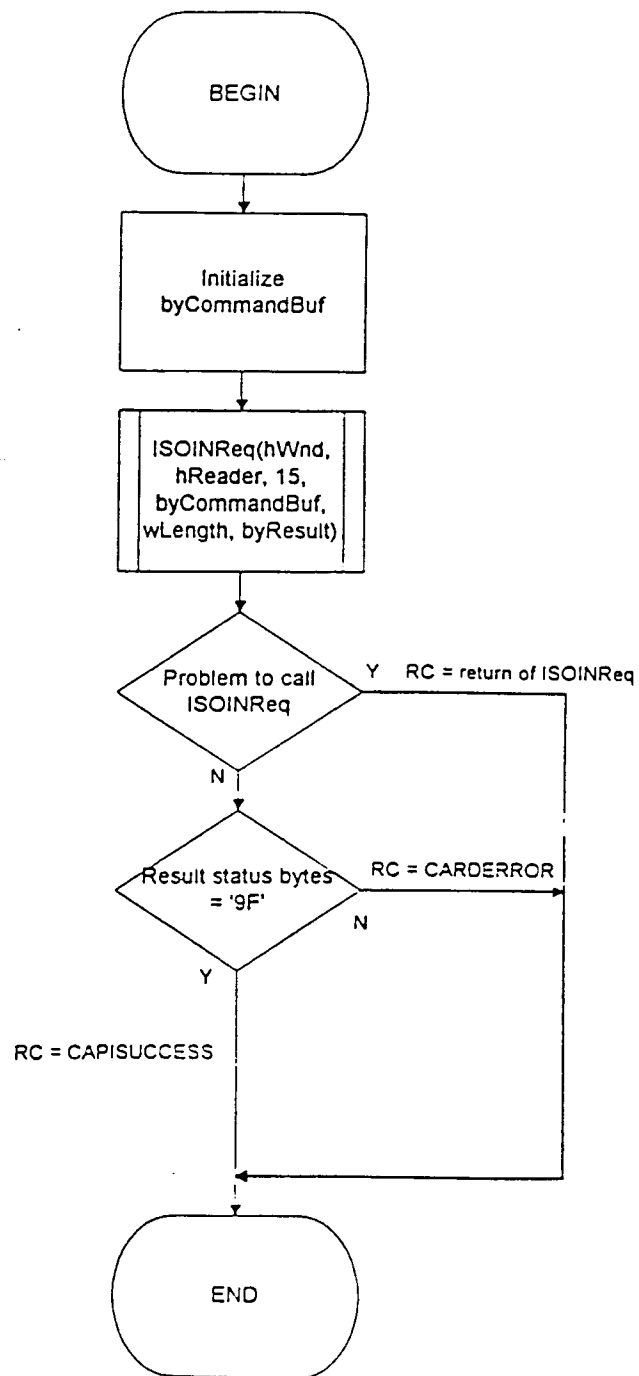 BEGIN
Initialize
byCommandBuf
ISOINReq(hWnd,
hReader, 15,
byCommandBuf,
wLength, byResult)
Problem to call
ISOINReq
Y
RC = return of ISOINReq
N
Result status bytes
= '9F'
RC = CARDERROR
N
Y
RC = CAPISUCCESS
END